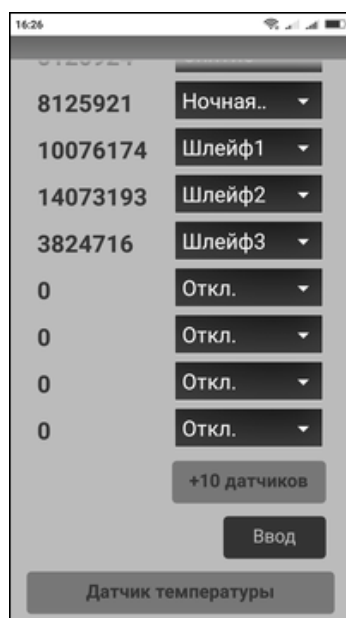 16:26
8125921 Ночная..
10076174 Шлейф1
14073193 Шлейф2
3824716 Шлейф3
0 Откл.
0 Откл.
0 Откл.
0 Откл.
+10 датчиков
Ввод
Датчик температуры